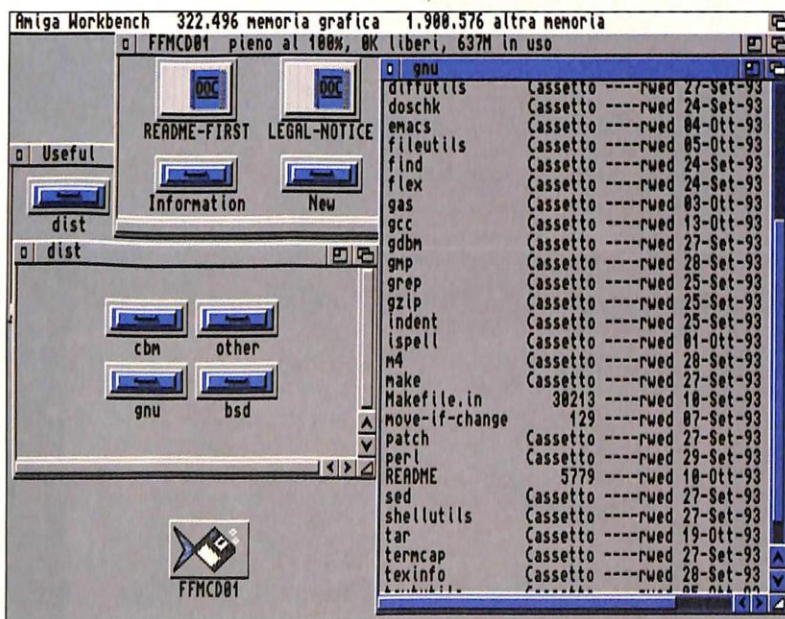 Amiga Workbench 322.496 memoria grafica 1.900.576 altra memoria
FFMCD01 pieno al 100%, 0K liberi, 637M in uso
DOC
README-FIRST
DOC
LEGAL-NOTICE
Information
New
Useful
dist
dist
cbm
other
gnu
bsd
FFMCD01
gnu
diffutils Cassetto ----rwed 27-Set-93
doschk Cassetto ----rwed 24-Set-93
emacs Cassetto ----rwed 04-Ott-93
fileutils Cassetto ----rwed 05-Ott-93
find Cassetto ----rwed 24-Set-93
flex Cassetto ----rwed 24-Set-93
gas Cassetto ----rwed 03-Ott-93
gcc Cassetto ----rwed 13-Ott-93
gdbm Cassetto ----rwed 27-Set-93
gmp Cassetto ----rwed 28-Set-93
grep Cassetto ----rwed 25-Set-93
gzip Cassetto ----rwed 25-Set-93
indent Cassetto ----rwed 25-Set-93
ispell Cassetto ----rwed 01-Ott-93
m4 Cassetto ----rwed 28-Set-93
make Cassetto ----rwed 27-Set-93
Makefile.in 30213 ----rwed 10-Set-93
move-if-change 129 ----rwed 07-Set-93
patch Cassetto ----rwed 27-Set-93
perl Cassetto ----rwed 29-Set-93
README 5779 ----rwed 10-Ott-93
sed Cassetto ----rwed 27-Set-93
shellutils Cassetto ----rwed 27-Set-93
tar Cassetto ----rwed 19-Ott-93
termcap Cassetto ----rwed 27-Set-93
texinfo Cassetto ----rwed 28-Set-93